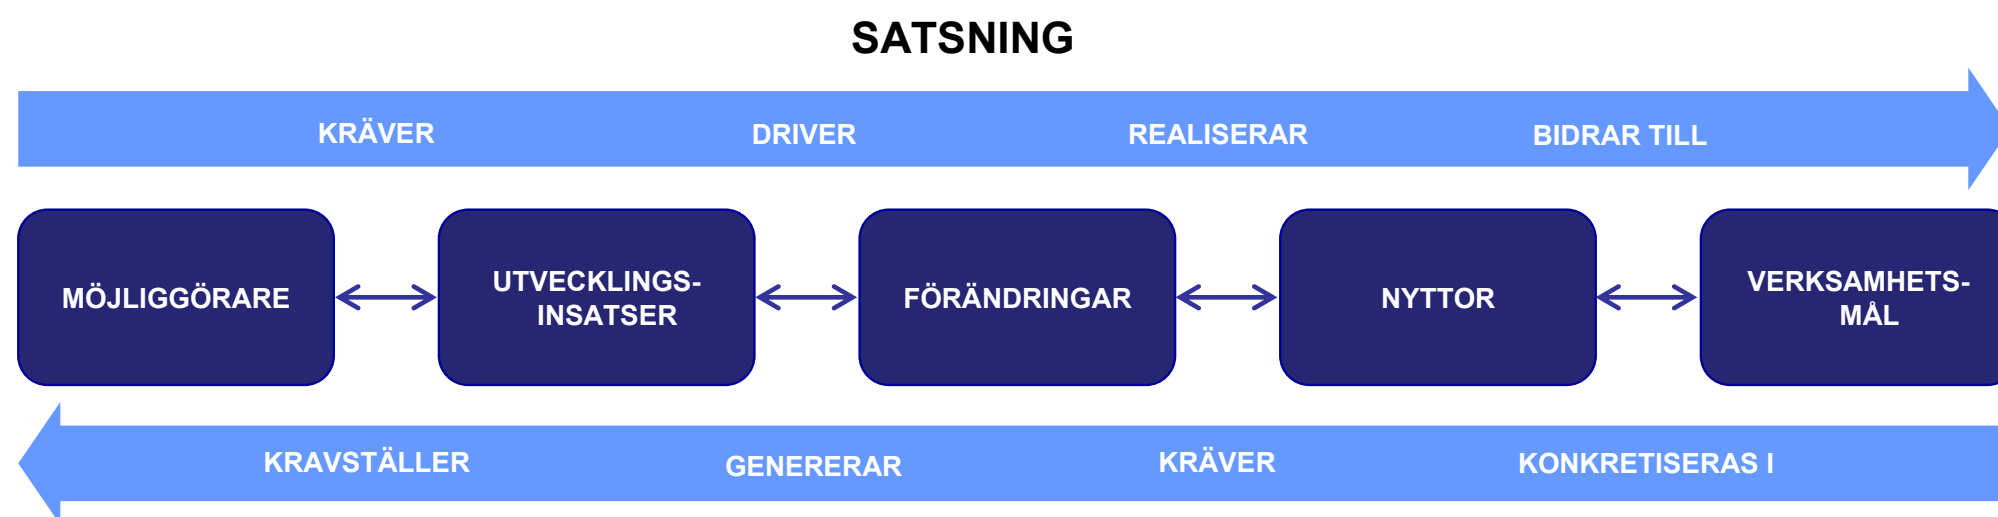 SATSNING
KRÄVER
DRIVER
REALISERAR
BIDRAR TILL
MÖJLIGGÖRARE
UTVECKLINGS-
INSATSER
FÖRÄNDRINGAR
NYTTOR
VERKSAMHETS-
MÅL
KRAVSTÄLLER
GENERERAR
KRÄVER
KONKRETISERAS I